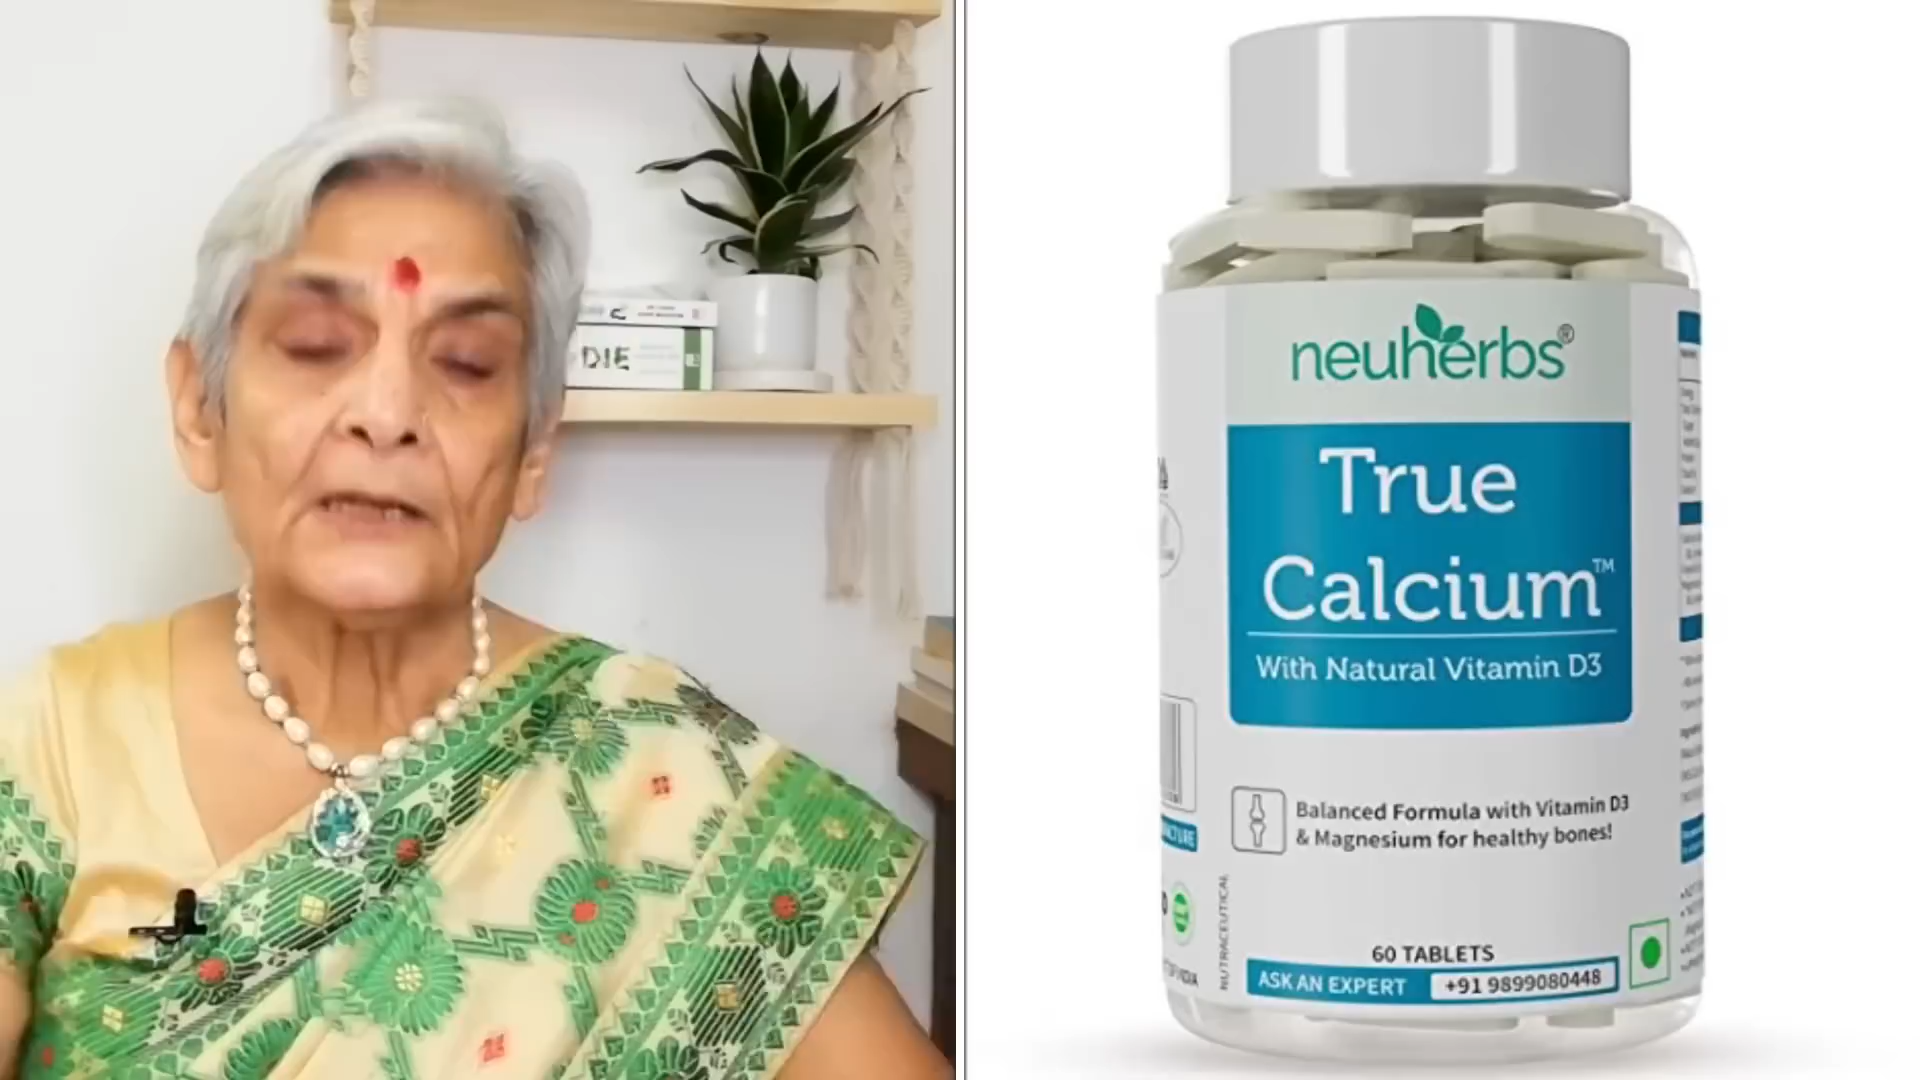 DIE
neuherbs®
True
Calcium™
With Natural Vitamin D3
Balanced Formula with Vitamin D3
& Magnesium for healthy bones!
NUTRACEUTICAL
60 TABLETS
ASK AN EXPERT +91 9899080448